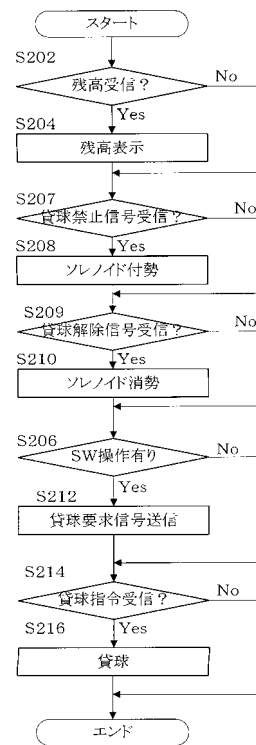 スタート
S202
残高受信?
No
Yes
S204
残高表示
S207
貸球禁止信号受信?
No
Yes
S208
ソレノイド付勢
S209
貸球解除信号受信?
No
Yes
S210
ソレノイド消勢
S206
SW操作有り
No
Yes
S212
貸球要求信号送信
S214
貸球指令受信?
No
Yes
S216
貸球
エンド